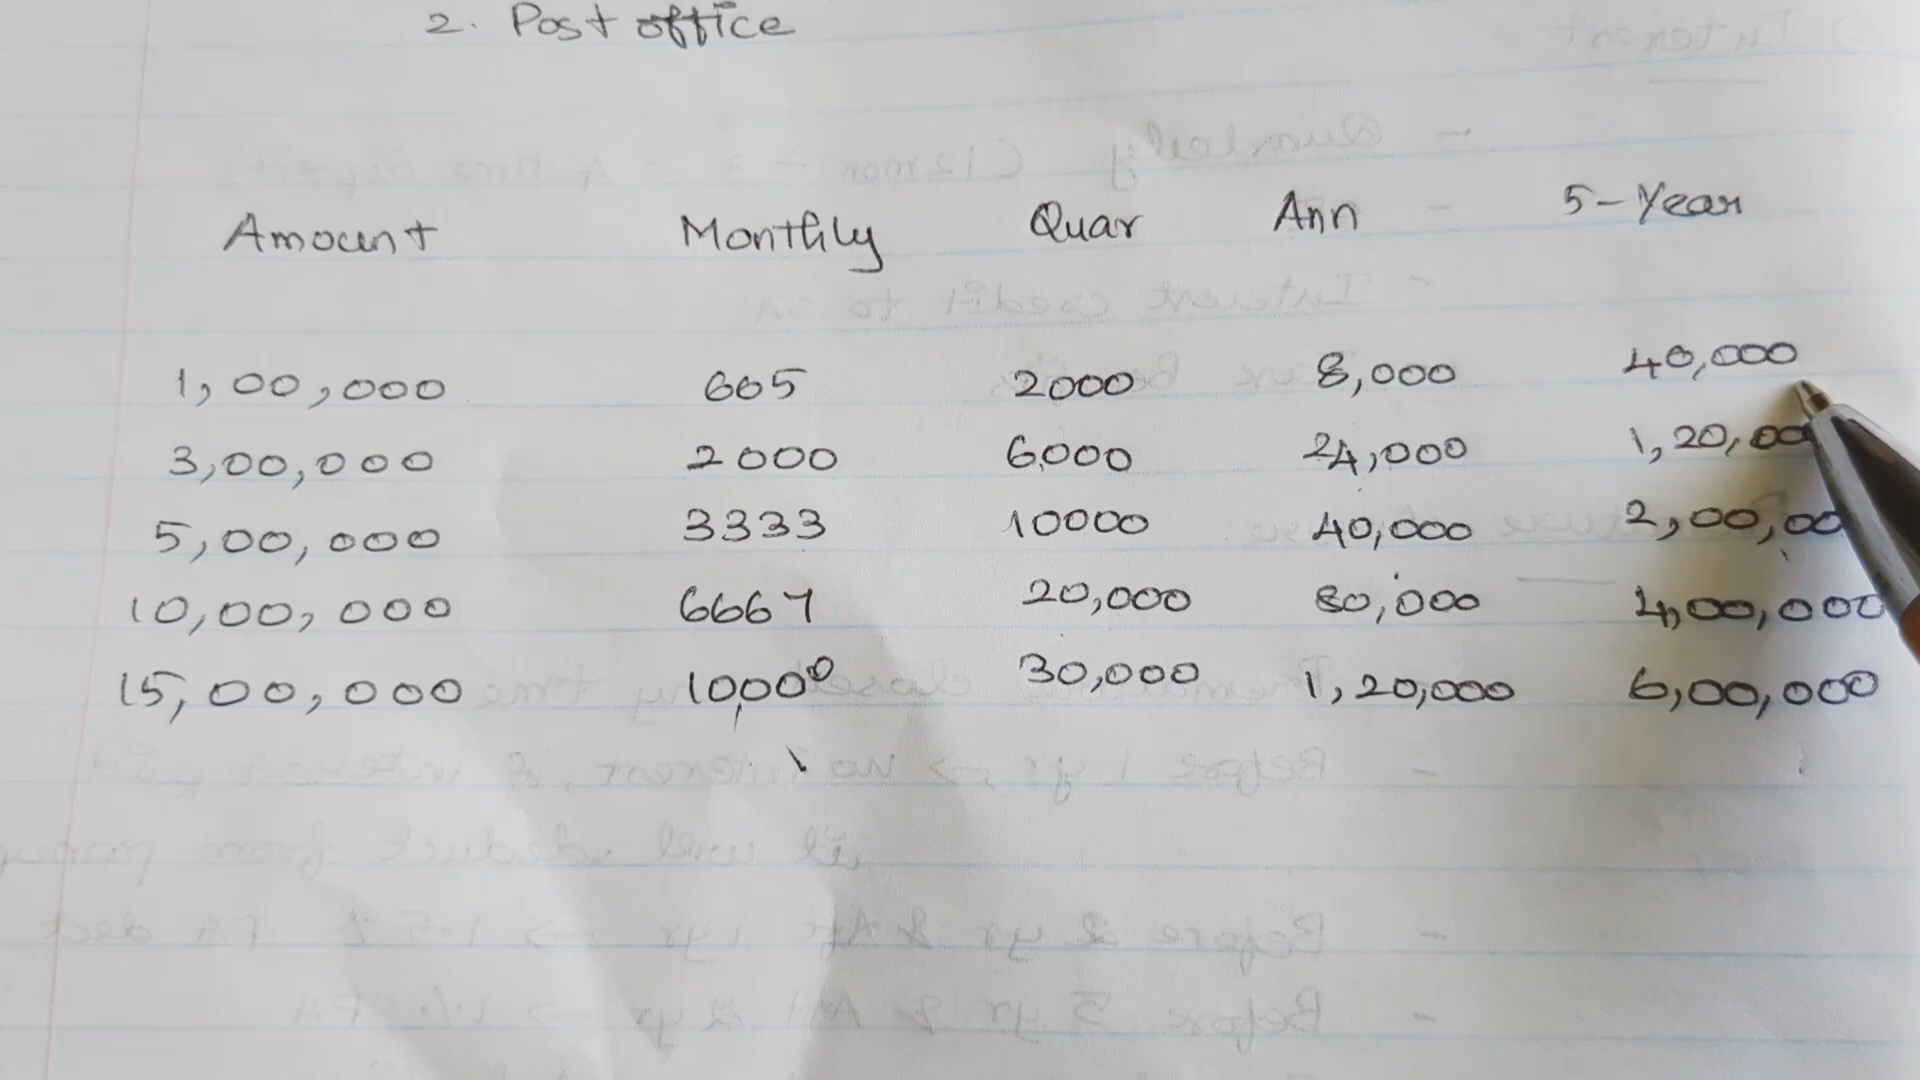 2. Post office
Amount Monthly Quar Ann 5-Year
1,00,000 665 2000 8,000 40,000
3,00,000 2000 6000 24,000 1,20,00
5,00,000 3333 10000 40,000 2,00,00
10,00,000 6667 20,000 80,000 4,00,000
15,00,000 10,000 30,000 1,20,000 6,00,000